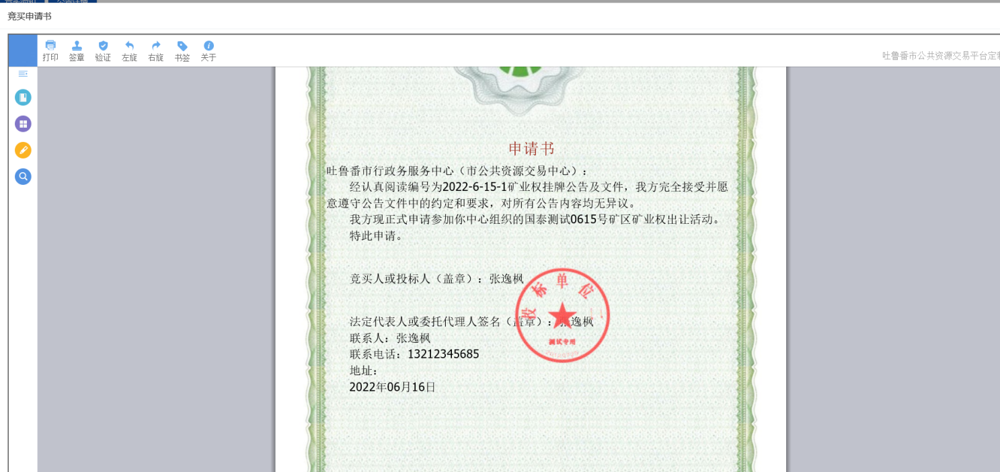 竞买申请书
打印 签章 验证 左旋 右旋 书签 关于
吐鲁番市公共资源交易平台定制
申请书
吐鲁番市行政务服务中心（市公共资源交易中心）：
经认真阅读编号为2022-6-15-1矿业权挂牌公告及文件，我方完全接受并愿
意遵守公告文件中的约定和要求，对所有公告内容均无异议。
我方现正式申请参加你中心组织的国泰测试0615号矿区矿业权出让活动。
特此申请。
竞买人或投标人（盖章）：张逸枫
投标单位
法定代表人或委托代理人签名（盖章）：张逸枫
联系人：张逸枫
测试专用
联系电话：13212345685
地址：
2022年06月16日